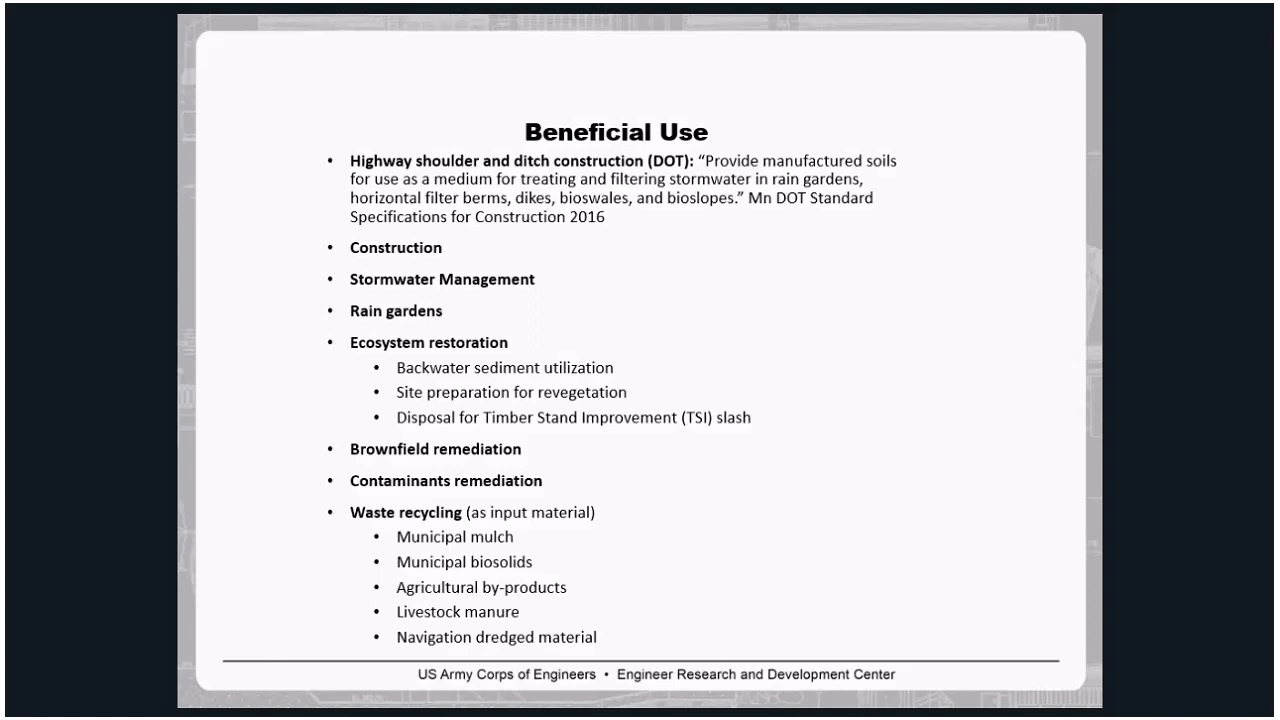 Beneficial Use
• Highway shoulder and ditch construction (DOT): “Provide manufactured soils
for use as a medium for treating and filtering stormwater in rain gardens,
horizontal filter berms, dikes, bioswales, and bioslopes.” Mn DOT Standard
Specifications for Construction 2016
• Construction
• Stormwater Management
• Rain gardens
• Ecosystem restoration
• Backwater sediment utilization
• Site preparation for revegetation
• Disposal for Timber Stand Improvement (TSI) slash
• Brownfield remediation
• Contaminants remediation
• Waste recycling (as input material)
• Municipal mulch
• Municipal biosolids
• Agricultural by-products
• Livestock manure
• Navigation dredged material
US Army Corps of Engineers • Engineer Research and Development Center